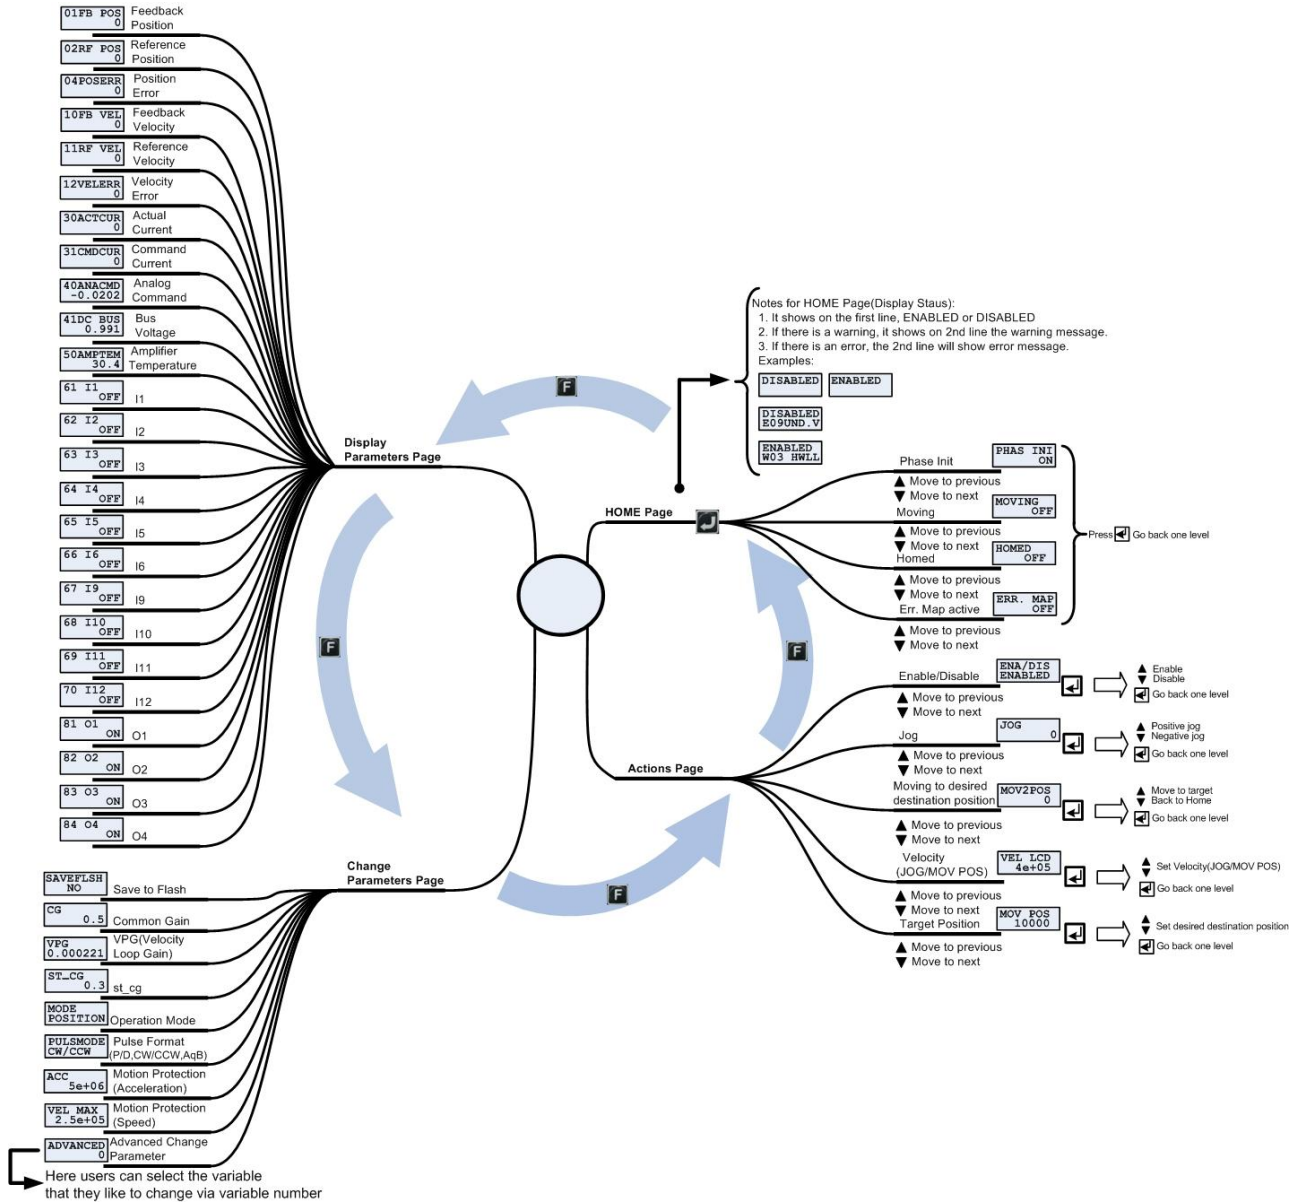 01FB POS
0
Feedback
Position
02RF POS
0
Reference
Position
04POSERR
0
Position
Error
10FB VEL
0
Feedback
Velocity
11RF VEL
0
Reference
Velocity
12VELERR
0
Velocity
Error
30ACTCUR
0
Actual
Current
31CMDCUR
0
Command
Current
40ANACMD
-0.0202
Analog
Command
41DC BUS
0.991
Bus
Voltage
50AMPTEM
30.4
Amplifier
Temperature
61 I1
OFF
I1
62 I2
OFF
I2
63 I3
OFF
I3
64 I4
OFF
I4
65 I5
OFF
I5
66 I6
OFF
I6
67 I9
OFF
I9
68 I10
OFF
I10
69 I11
OFF
I11
70 I12
OFF
I12
81 O1
ON
O1
82 O2
ON
O2
83 O3
ON
O3
84 O4
ON
O4
Display
Parameters Page
F
F
F
F
Change
Parameters Page
SAVEFLSH
NO
Save to Flash
CG
0.5
Common Gain
VPG
0.000221
VPG(Velocity
Loop Gain)
ST_CG
0.3
st_cg
MODE
POSITION
Operation Mode
PULSMODE
CW/CCW
Pulse Format
(P/D,CW/CCW,AqB)
ACC
5e+06
Motion Protection
(Acceleration)
VEL MAX
2.5e+05
Motion Protection
(Speed)
ADVANCED
0
Advanced Change
Parameter
Here users can select the variable
that they like to change via variable number
Notes for HOME Page(Display Staus):
1. It shows on the first line, ENABLED or DISABLED
2. If there is a warning, it shows on 2nd line the warning message.
3. If there is an error, the 2nd line will show error message.
Examples:
DISABLED
ENABLED
DISABLED
E09UND.V
ENABLED
W03 HWLL
HOME Page
Phase Init
PHAS INI
ON
▲ Move to previous
▼ Move to next
Moving
MOVING
OFF
▲ Move to previous
▼ Move to next
Homed
HOMED
OFF
▲ Move to previous
▼ Move to next
Err. Map active
ERR. MAP
OFF
▲ Move to previous
▼ Move to next
Press Go back one level
Actions Page
Enable/Disable
ENA/DIS
ENABLED
▲ Enable
▼ Disable
Go back one level
▲ Move to previous
▼ Move to next
Jog
JOG
0
▲ Positive jog
▼ Negative jog
Go back one level
▲ Move to previous
▼ Move to next
Moving to desired
destination position
MOV2POS
0
▲ Move to target
▼ Back to Home
Go back one level
▲ Move to previous
▼ Move to next
Velocity
(JOG/MOV POS)
VEL LCD
4e+05
▲
▼ Set Velocity(JOG/MOV POS)
Go back one level
▲ Move to previous
▼ Move to next
Target Position
MOV POS
10000
▲
▼ Set desired destination position
Go back one level
▲ Move to previous
▼ Move to next